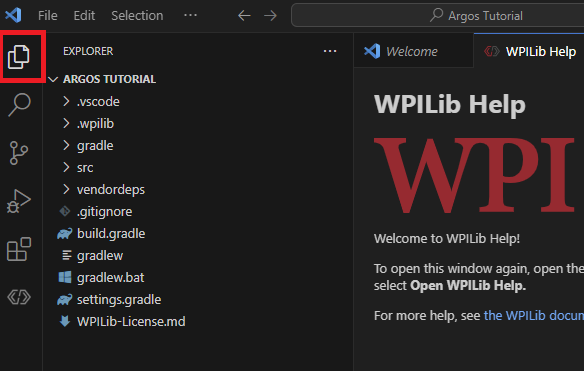 File Edit Selection ...
Argos Tutorial
EXPLORER ...
ARGOS TUTORIAL
.vscode
.wpilib
gradle
src
vendordeps
.gitignore
build.gradle
gradlew
gradlew.bat
settings.gradle
WPILib-License.md
Welcome
WPILib Help
WPILib Help
WPI
Welcome to WPILib Help!
To open this window again, open the
select Open WPILib Help.
For more help, see the WPILib docu